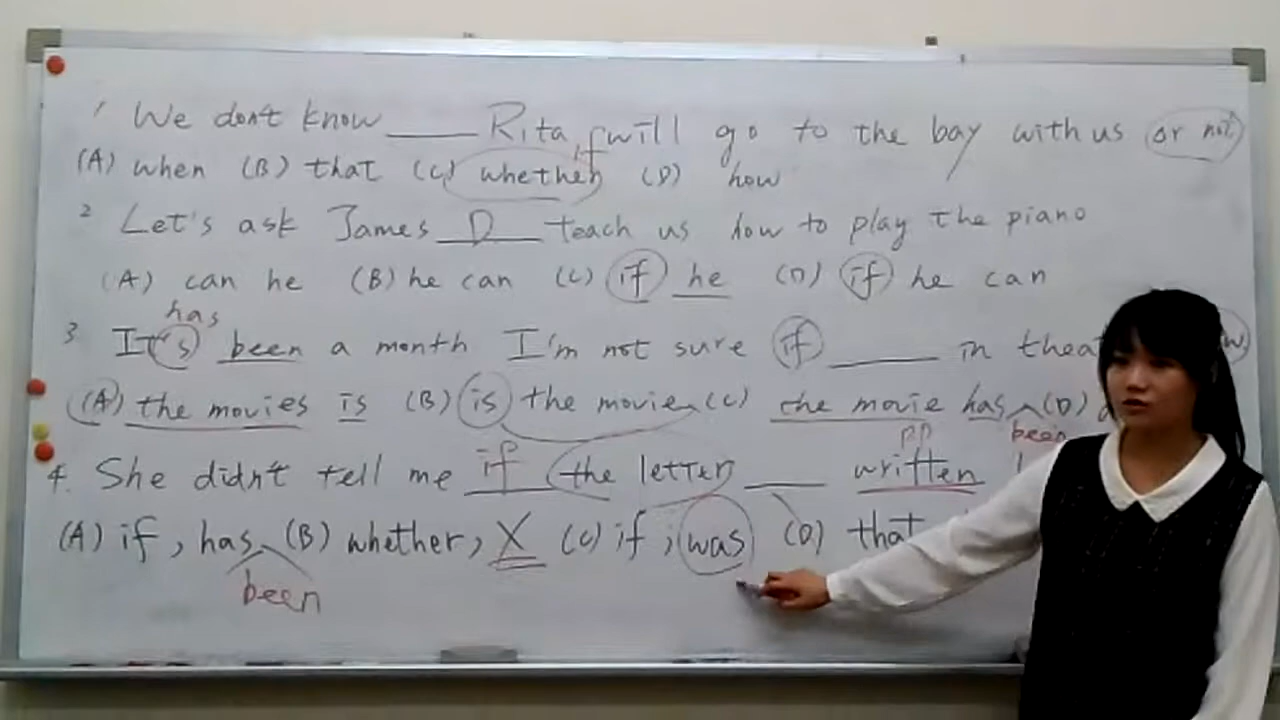 1 We don't know ____ Rita will go to the bay with us or not
if
(A) when (B) that (C) whether (D) how
2 Let's ask James D teach us how to play the piano
(A) can he (B) he can (C) if he (D) if he can
has
3 It's been a month I'm not sure if ____ in
(A) the movies is (B) is the movie (C) the movie has (D)
pp been
4. She didn't tell me if the letter ____ written
(A) if, has (B) whether, X (C) if, was (D) that
been